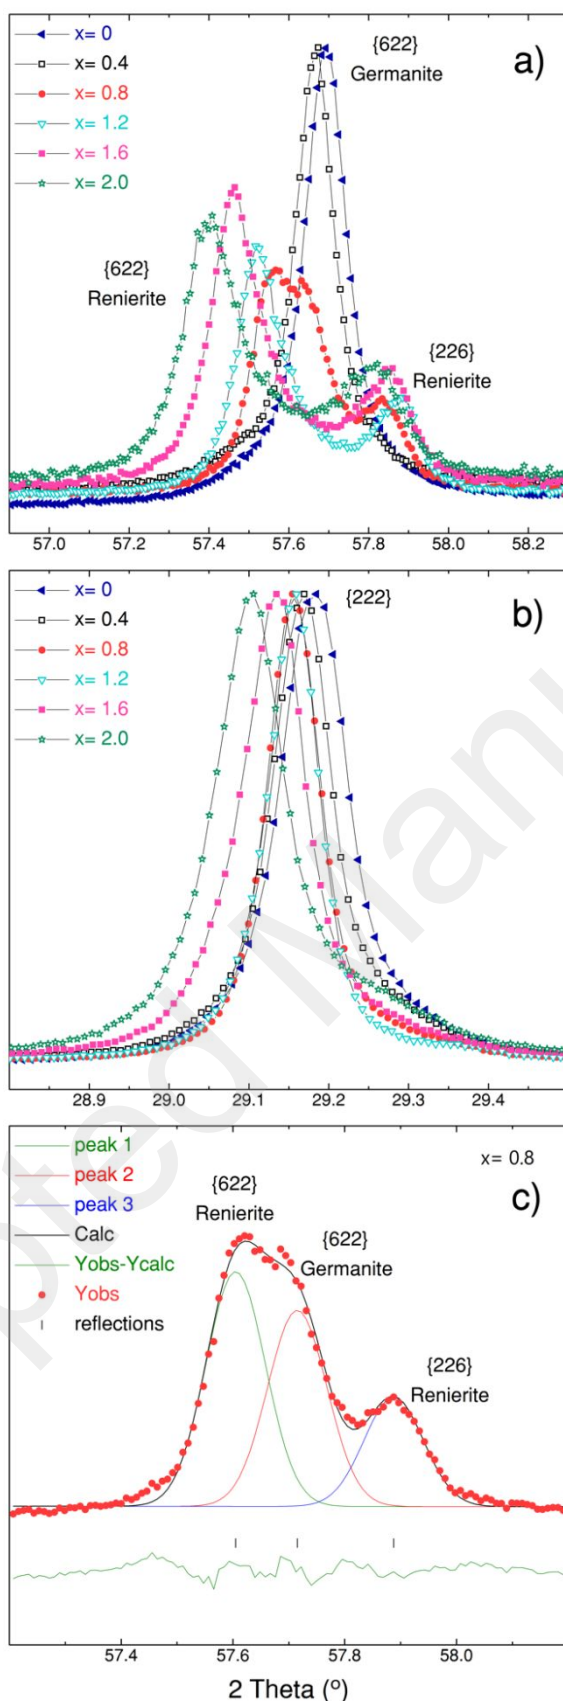 x= 0
x= 0.4
x= 0.8
x= 1.2
x= 1.6
x= 2.0
{622}
Germanite
a)
{622}
Renierite
{226}
Renierite
57.0 57.2 57.4 57.6 57.8 58.0 58.2
x= 0
x= 0.4
x= 0.8
x= 1.2
x= 1.6
x= 2.0
{222}
b)
28.9 29.0 29.1 29.2 29.3 29.4
peak 1
peak 2
peak 3
Calc
Yobs-Ycalc
Yobs
reflections
x= 0.8
c)
{622}
Renierite
{622}
Germanite
{226}
Renierite
57.4 57.6 57.8 58.0
2 Theta (º)
pted Manu